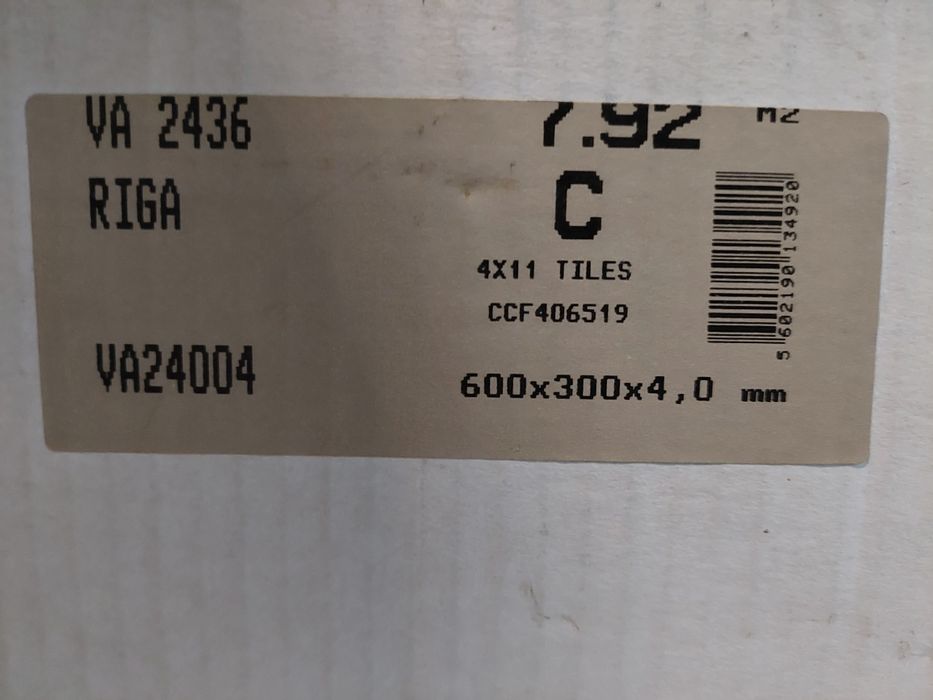 VA 2436
7.92 M2
RIGA
C
4X11 TILES
CCF406519
5 602190 134920
VA24004
600x300x4,0 mm